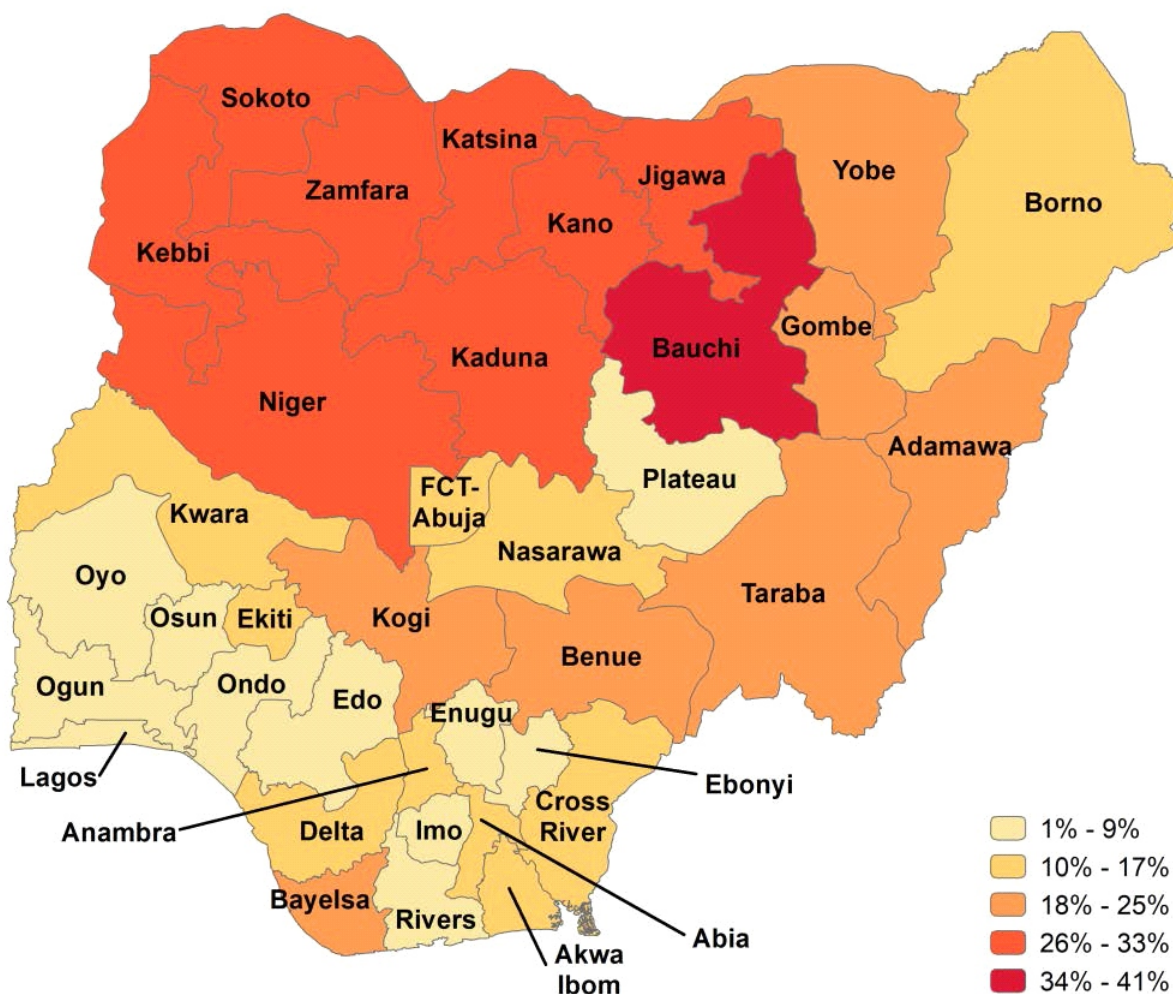 Sokoto
Katsina
Jigawa
Yobe
Borno
Zamfara
Kano
Kebbi
Gombe
Bauchi
Kaduna
Niger
Adamawa
Plateau
FCT-
Abuja
Kwara
Nasarawa
Oyo
Taraba
Osun
Ekiti
Kogi
Benue
Ogun
Ondo
Edo
Enugu
Lagos
Ebonyi
Anambra
Delta
Imo
Cross
River
Bayelsa
Rivers
Abia
Akwa
Ibom
1% - 9%
10% - 17%
18% - 25%
26% - 33%
34% - 41%